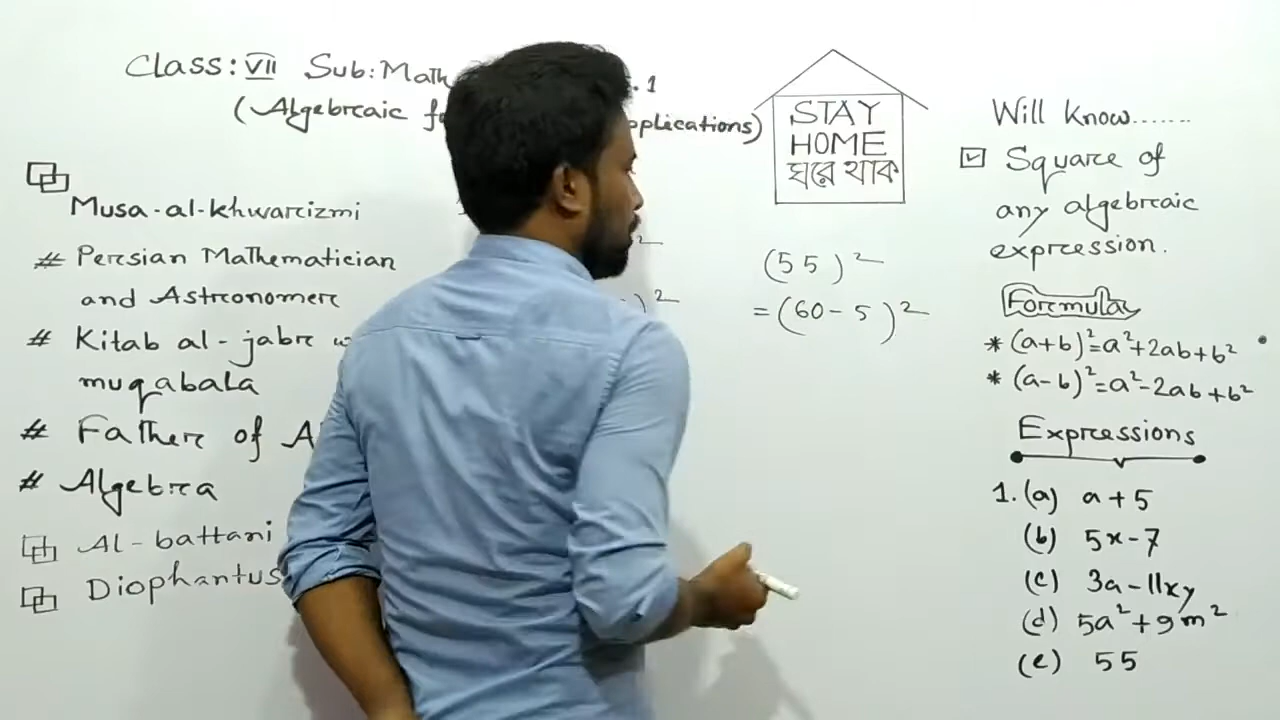 Class: VII Sub: Math .1
(Algebraic plications)
Musa-al-khwarizmi
# Persian Mathematician
and Astronomer
# Kitab al-jabr
muqabala
# Father of
# Algebra
Al-battani
Diophantus
STAY
HOME
ঘরে থাক
(55)²
=(60-5)²
Will Know.......
Square of
any algebraic
expression.
Formula
* (a+b)²=a²+2ab+b²
* (a-b)²=a²-2ab+b²
Expressions
1. (a) a+5
(b) 5x-7
(c) 3a-11xy
(d) 5a²+9m²
(e) 55